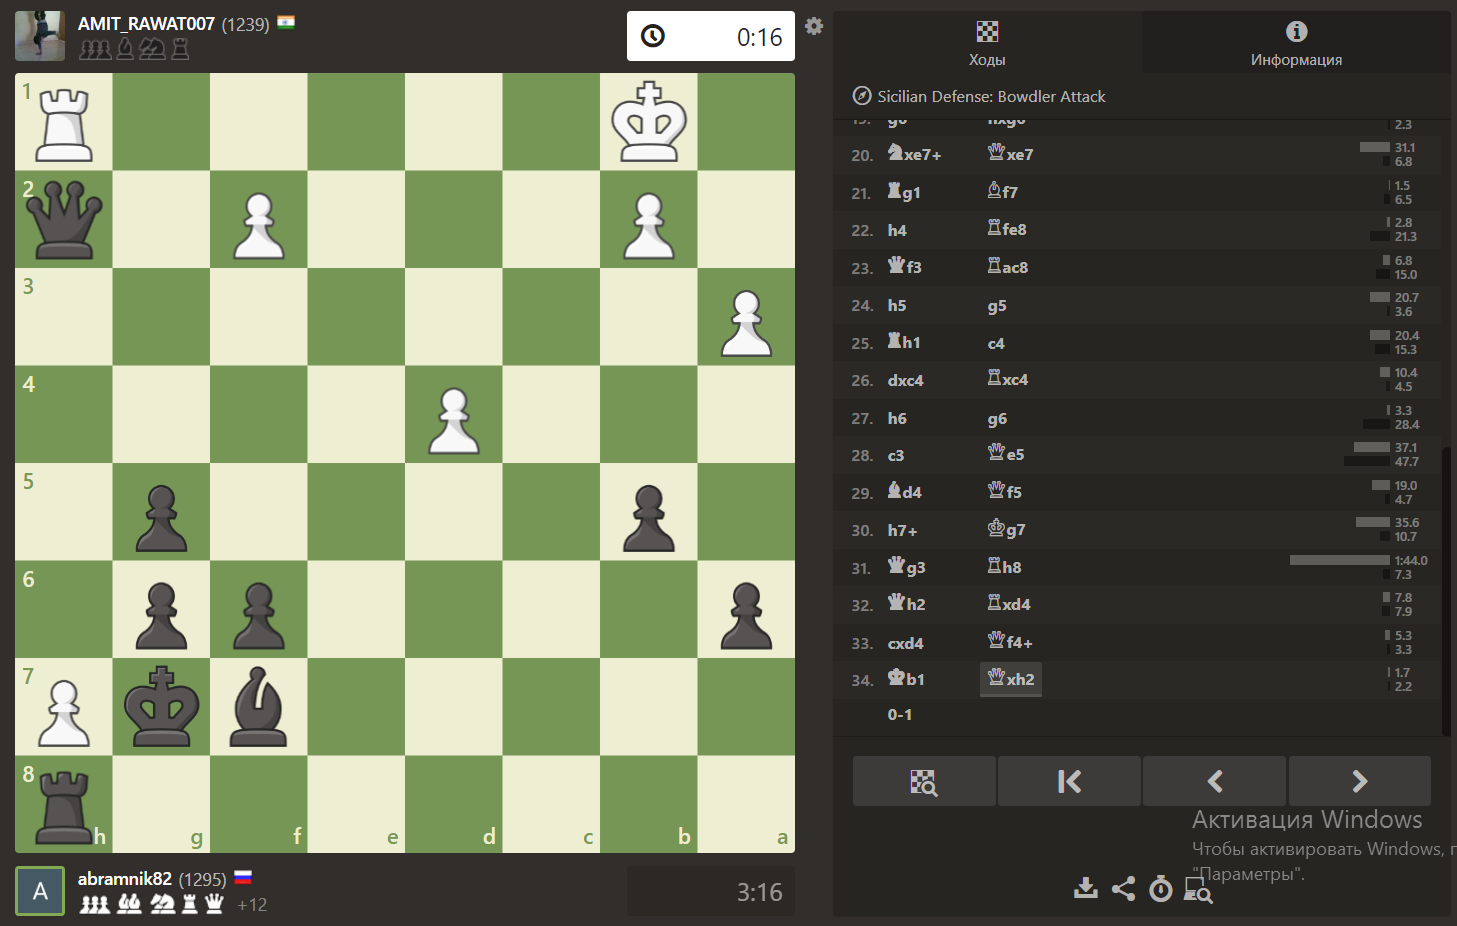 AMIT_RAWAT007 (1239)
0:16
1
2
3
4
5
6
7
8
h g f e d c b a
abramnik82 (1295)
A
+12
3:16
Ходы
Информация
Sicilian Defense: Bowdler Attack
19. g6 hxg6 2.3
20. xe7+ xe7 31.1 6.8
21. g1 f7 1.5 6.5
22. h4 fe8 2.8 21.3
23. f3 ac8 6.8 15.0
24. h5 g5 20.7 3.6
25. h1 c4 20.4 15.3
26. dxc4 xc4 10.4 4.5
27. h6 g6 3.3 28.4
28. c3 e5 37.1 47.7
29. d4 f5 19.0 4.7
30. h7+ g7 35.6 10.7
31. g3 h8 1:44.0 7.3
32. h2 xd4 7.8 7.9
33. cxd4 f4+ 5.3 3.3
34. b1 xh2 1.7 2.2
0-1
Активация Windows
Чтобы активировать Windows,
"Параметры".